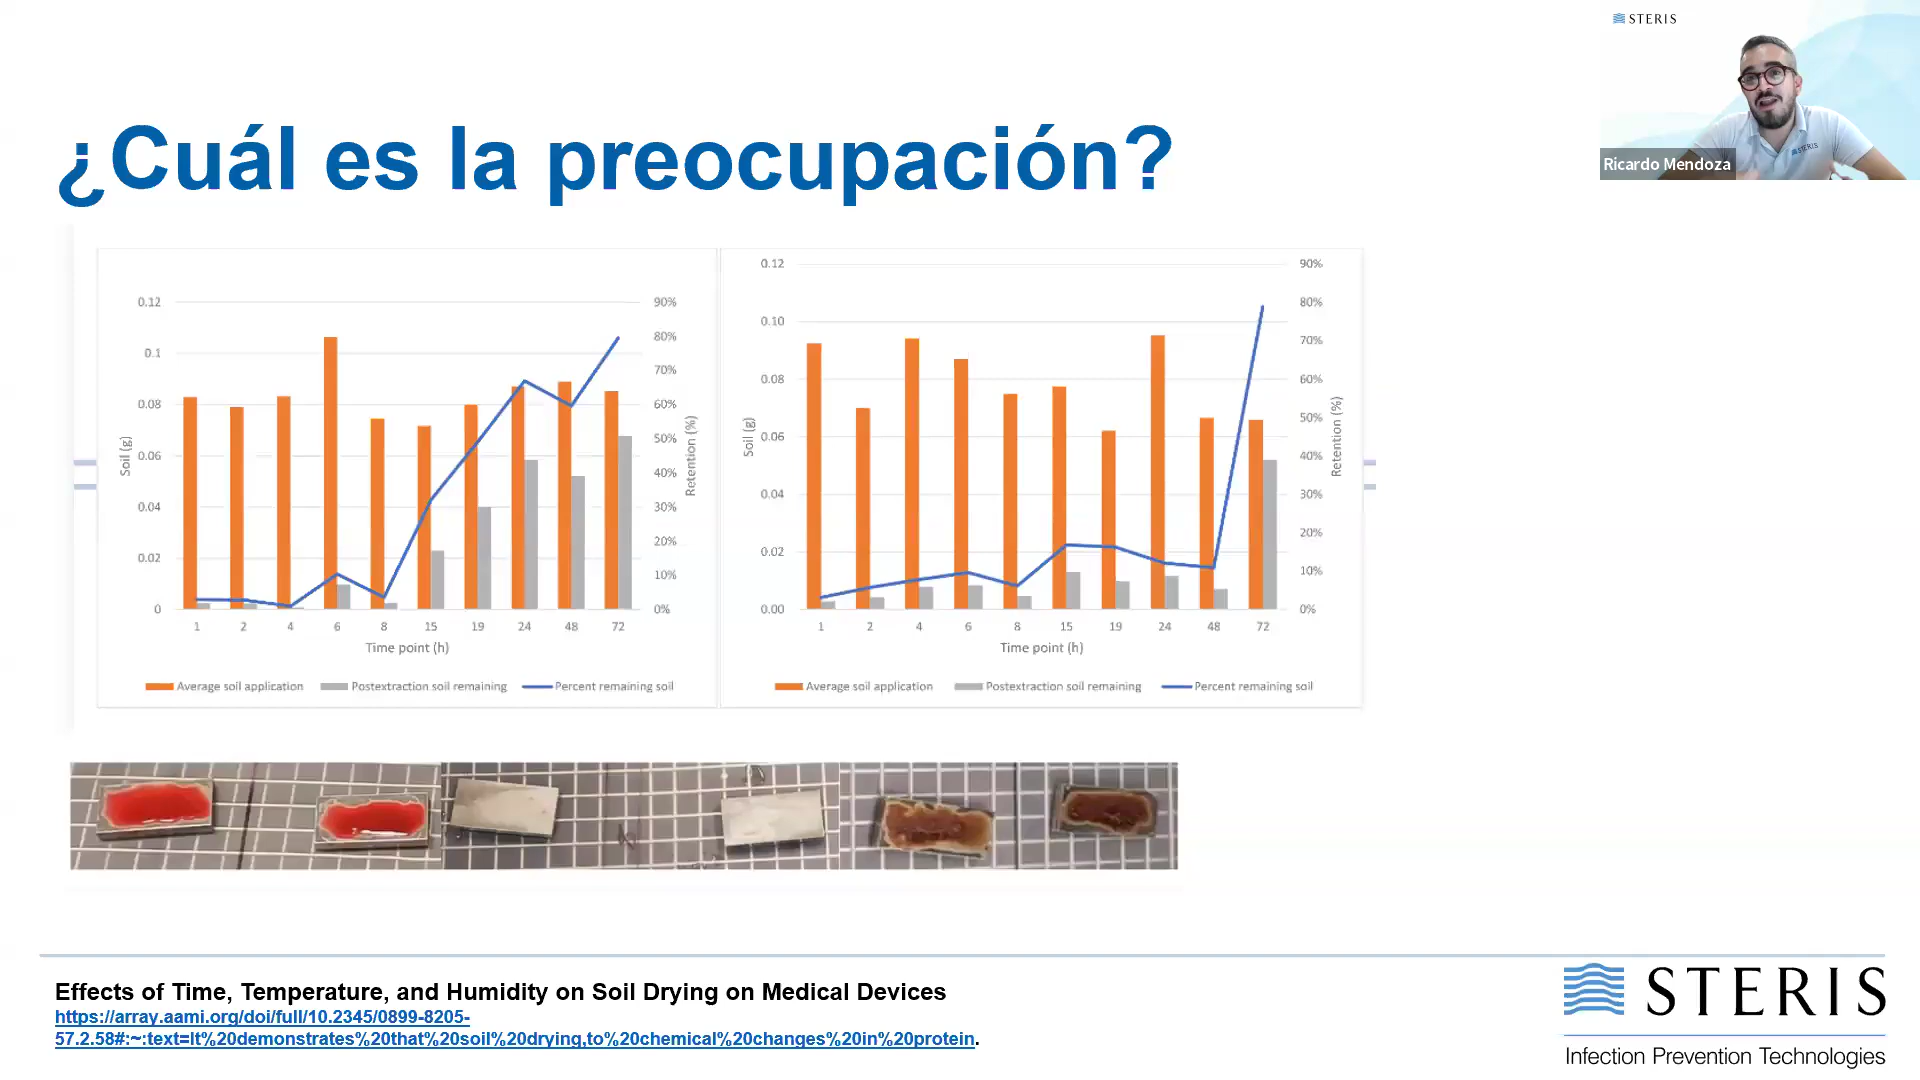 STERIS
STERIS
Ricardo Mendoza
¿Cuál es la preocupación?
0.12
0.1
0.08
0.06
0.04
0.02
0
Soil (g)
90%
80%
70%
60%
50%
40%
30%
20%
10%
0%
Retention (%)
1 2 4 6 8 15 19 24 48 72
Time point (h)
Average soil application Postextraction soil remaining Percent remaining soil
0.12
0.10
0.08
0.06
0.04
0.02
0.00
Soil (g)
90%
80%
70%
60%
50%
40%
30%
20%
10%
0%
Retention (%)
1 2 4 6 8 15 19 24 48 72
Time point (h)
Average soil application Postextraction soil remaining Percent remaining soil
Effects of Time, Temperature, and Humidity on Soil Drying on Medical Devices
https://array.aami.org/doi/full/10.2345/0899-8205-
57.2.58#:~:text=It%20demonstrates%20that%20soil%20drying,to%20chemical%20changes%20in%20protein.
STERIS
Infection Prevention Technologies